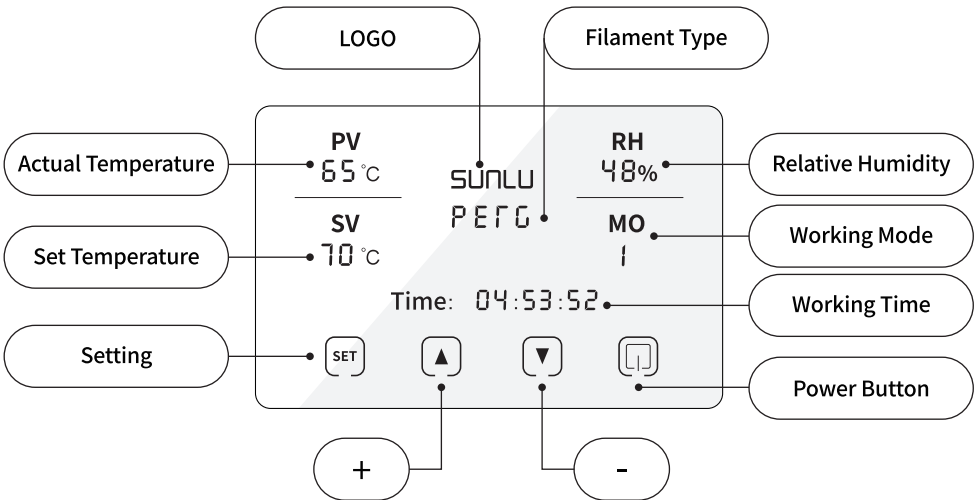 LOGO
Filament Type
Actual Temperature
PV
65°C
SV
70°C
Set Temperature
SUNLU
PETG
RH
48%
MO
1
Relative Humidity
Working Mode
Time: 04:53:52
Working Time
Setting
SET
▲
▼
Power Button
+
-